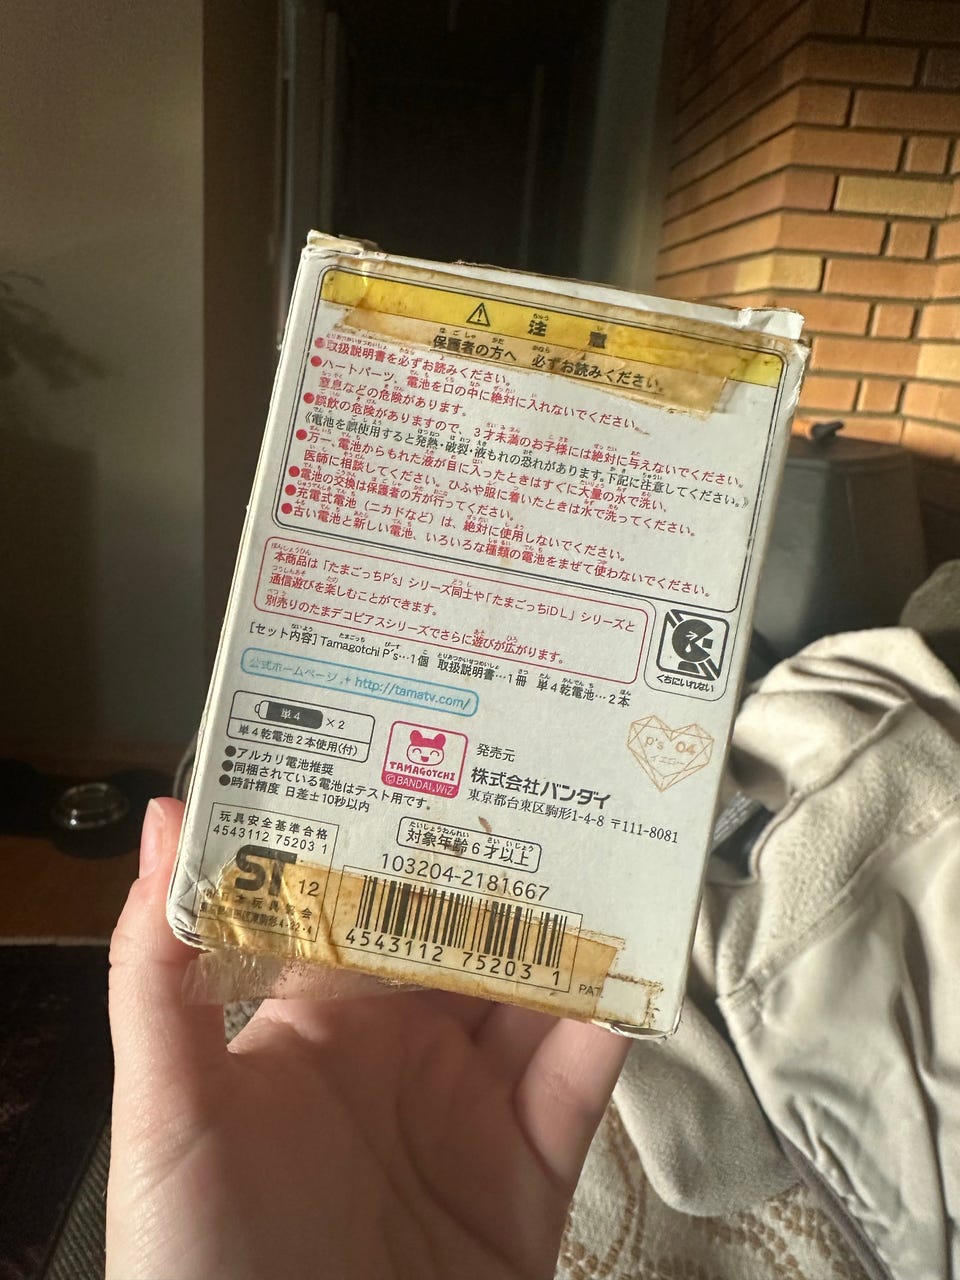 注意
保護者の方へ 必ずお読みください。
●取扱説明書を必ずお読みください。
●ハートパーツ、電池を口の中に絶対に入れないでください。
窒息などの危険があります。
●誤飲の危険がありますので、3才未満のお子様には絶対に与えないでください。
《電池を誤使用すると発熱・破裂・液もれの恐れがあります。下記に注意してください。》
●万一、電池からもれた液が目に入ったときはすぐに大量の水で洗い、
医師に相談してください。ひふや服に着いたときは水で洗ってください。
●電池の交換は保護者の方が行ってください。
●充電式電池(ニカドなど)は、絶対に使用しないでください。
●古い電池と新しい電池、いろいろな種類の電池をまぜて使わないでください。
本商品は「たまごっちP's」シリーズ同士や「たまごっちiD L」シリーズと
通信遊びを楽しむことができます。
別売りのたまデコピアスシリーズでさらに遊びが広がります。
くちにいれない
[セット内容] Tamagotchi P's…1個 取扱説明書…1冊 単4乾電池…2本
公式ホームページ http://tamatv.com/
単4 ×2
単4乾電池2本使用(付)
●アルカリ電池推奨
●同梱されている電池はテスト用です。
●時計精度 日差±10秒以内
TAMAGOTCHI
©BANDAI,WiZ
発売元
株式会社バンダイ
東京都台東区駒形1-4-8 〒111-8081
p's 04
イエロー
対象年齢6才以上
玩具安全基準合格
4543112 75203 1
ST 12
日本玩具協会
東京都墨田区東駒形4-22-4
103204-2181667
4543112 75203 1
PAT